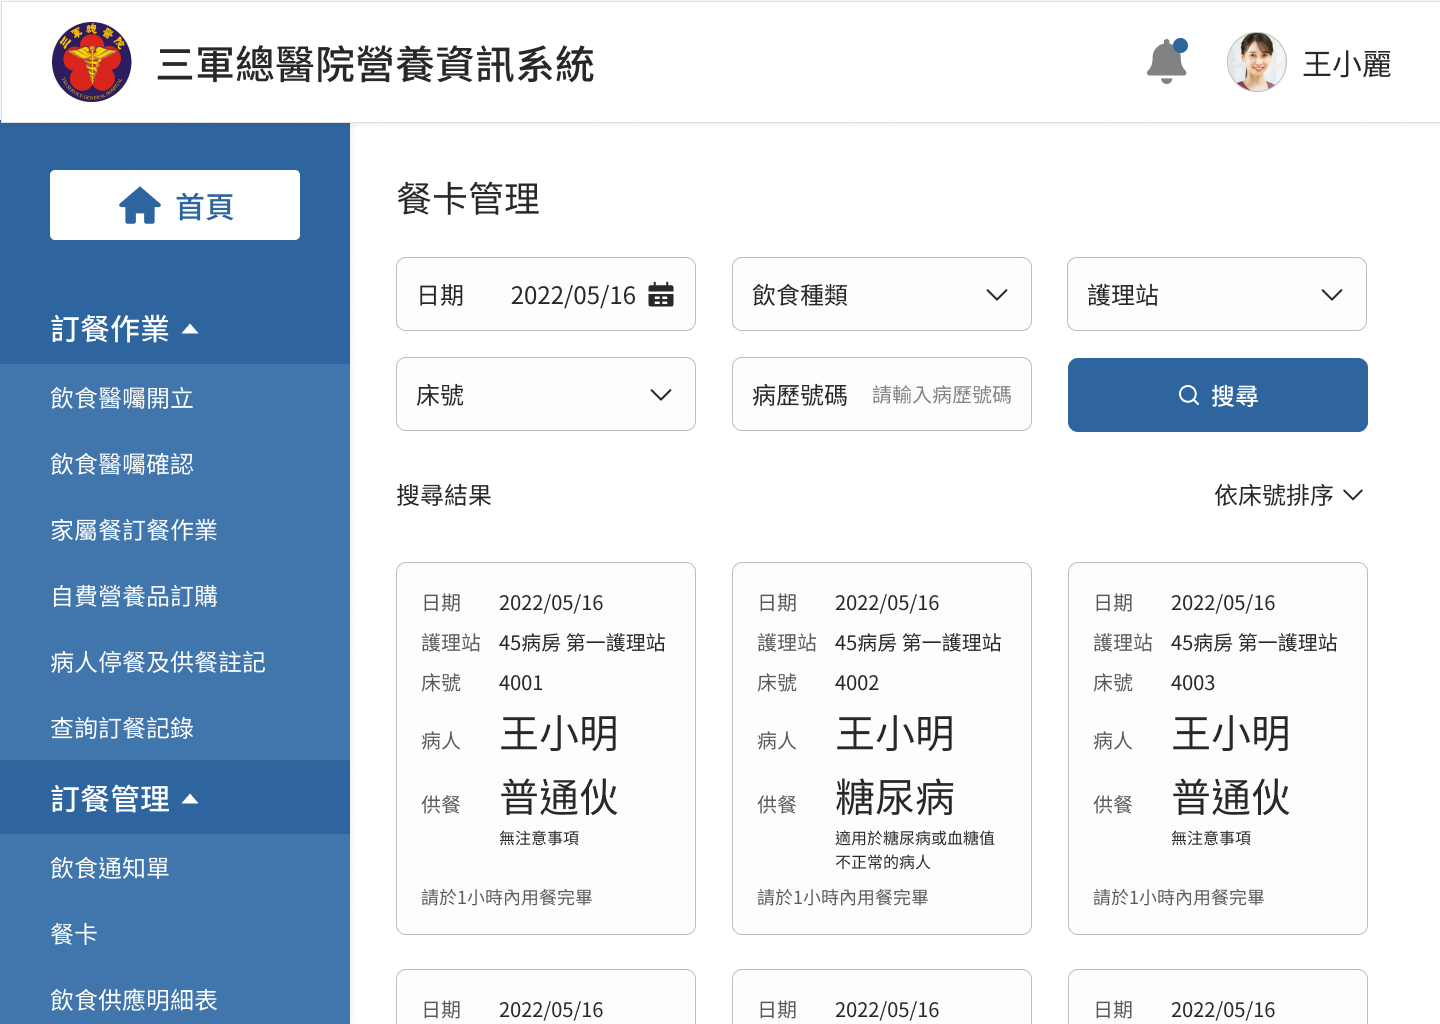 三軍總醫院
TRI-SERVICE GENERAL HOSPITAL
三軍總醫院營養資訊系統
王小麗
首頁
訂餐作業
飲食醫囑開立
飲食醫囑確認
家屬餐訂餐作業
自費營養品訂購
病人停餐及供餐註記
查詢訂餐記錄
訂餐管理
飲食通知單
餐卡
飲食供應明細表
餐卡管理
日期 2022/05/16
飲食種類
護理站
床號
病歷號碼 請輸入病歷號碼
搜尋
搜尋結果
依床號排序
日期 2022/05/16
護理站 45病房 第一護理站
床號 4001
病人 王小明
供餐 普通伙
無注意事項
請於1小時內用餐完畢
日期 2022/05/16
護理站 45病房 第一護理站
床號 4002
病人 王小明
供餐 糖尿病
適用於糖尿病或血糖值
不正常的病人
請於1小時內用餐完畢
日期 2022/05/16
護理站 45病房 第一護理站
床號 4003
病人 王小明
供餐 普通伙
無注意事項
請於1小時內用餐完畢
日期 2022/05/16
日期 2022/05/16
日期 2022/05/16